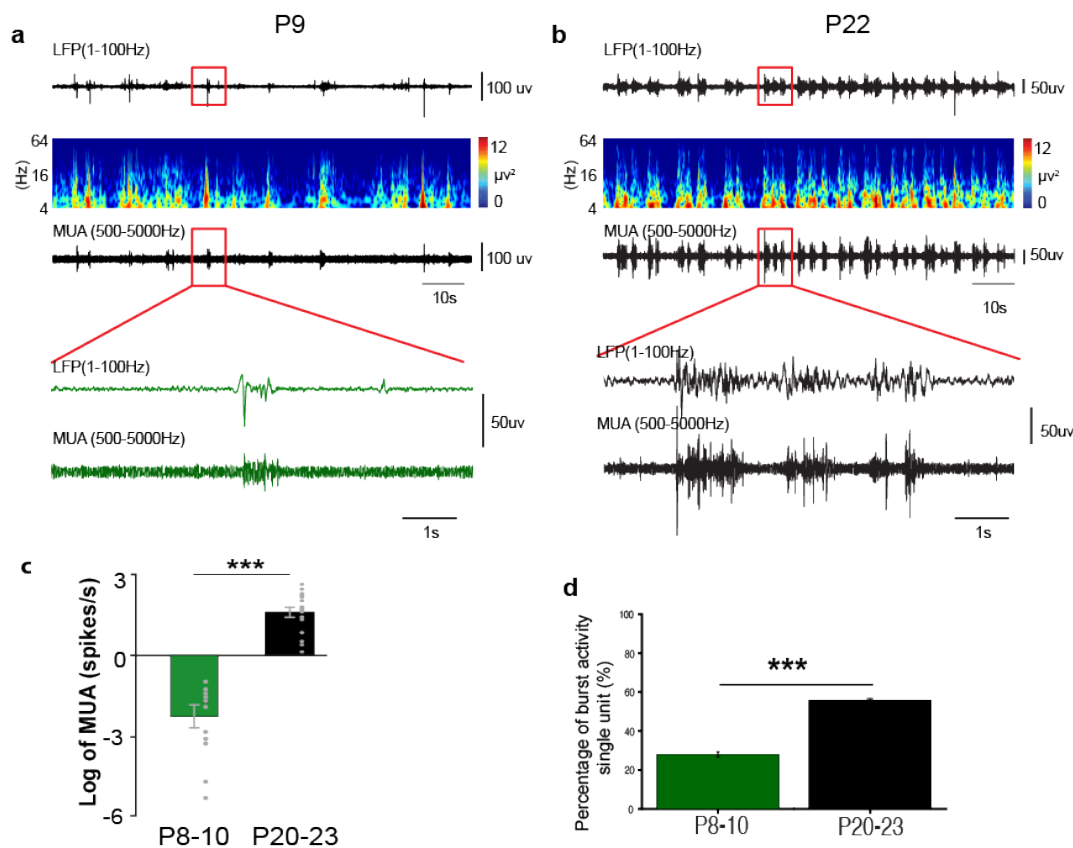 a
P9
LFP(1-100Hz)
100 uv
64
16
4
(Hz)
12
μv²
0
MUA (500-5000Hz)
100 uv
10s
LFP(1-100Hz)
MUA (500-5000Hz)
50uv
1s
b
P22
LFP(1-100Hz)
50uv
64
16
4
(Hz)
12
μv²
0
MUA (500-5000Hz)
50uv
10s
LFP(1-100Hz)
MUA (500-5000Hz)
50uv
1s
c
***
Log of MUA (spikes/s)
3
0
-3
-6
P8-10 P20-23
d
***
Percentage of burst activity
single unit (%)
100
80
60
40
20
0
P8-10 P20-23